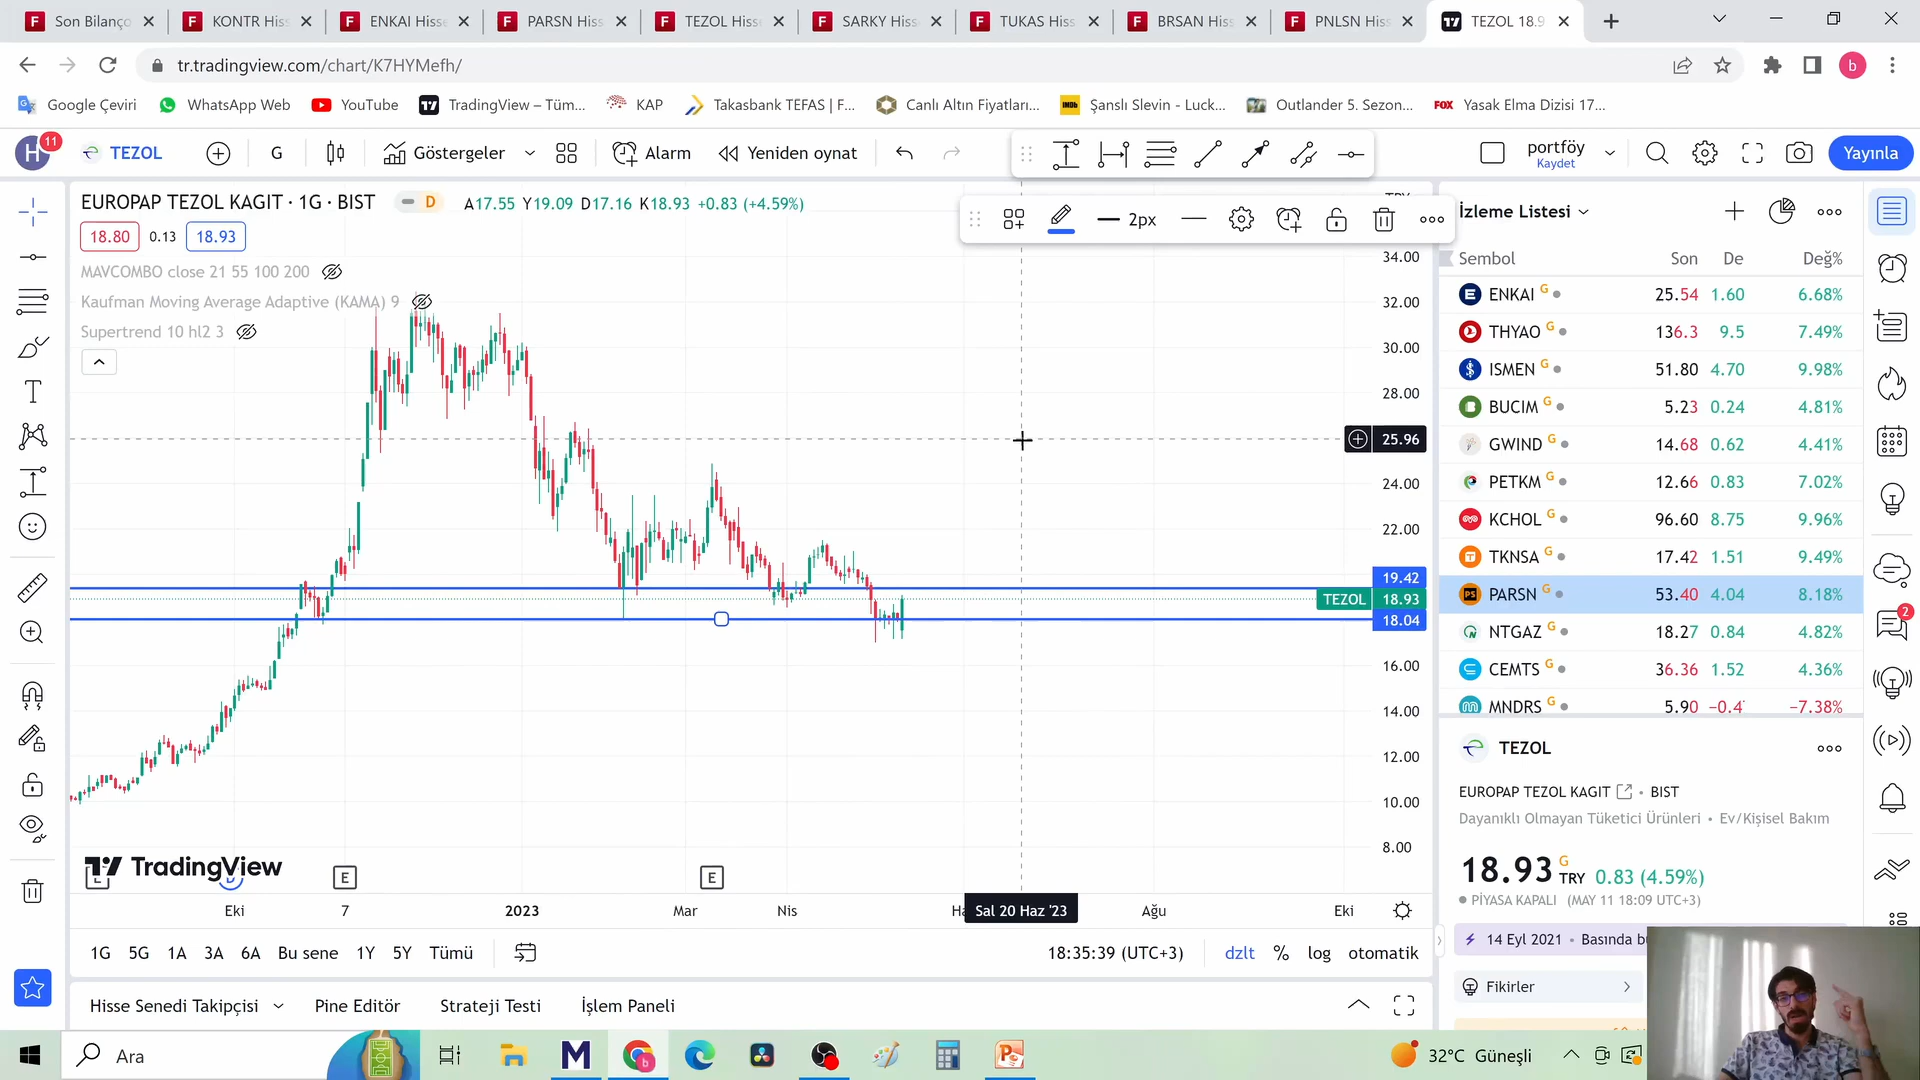 Son Bilanço
KONTR His
ENKAI Hisse
PARSN Hiss
TEZOL Hiss
SARKY Hiss
TUKAS Hiss
BRSAN Hiss
PNLSN Hiss
TEZOL 18.9
tr.tradingview.com/chart/K7HYMefh/
b
Google Çeviri
WhatsApp Web
YouTube
TradingView – Tüm...
KAP
Takasbank TEFAS | F...
Canlı Altın Fiyatları...
IMDb
Şanslı Slevin - Luck...
Outlander 5. Sezon...
FOX
Yasak Elma Dizisi 17...
H
11
TEZOL
G
Göstergeler
Alarm
Yeniden oynat
portföy
Kaydet
Yayınla
EUROPAP TEZOL KAGIT · 1G · BIST
D
A17.55 Y19.09 D17.16 K18.93 +0.83 (+4.59%)
2px
18.80
0.13
18.93
MAVCOMBO close 21 55 100 200
Kaufman Moving Average Adaptive (KAMA) 9
Supertrend 10 hl2 3
34.00
32.00
30.00
28.00
25.96
24.00
22.00
19.42
TEZOL 18.93
18.04
16.00
14.00
12.00
10.00
8.00
TradingView
E
E
Eki
7
2023
Mar
Nis
Ha
Sal 20 Haz '23
Ağu
Eki
1G 5G 1A 3A 6A Bu sene 1Y 5Y Tümü
18:35:39 (UTC+3)
dzlt % log otomatik
Hisse Senedi Takipçisi
Pine Editör
Strateji Testi
İşlem Paneli
İzleme Listesi
Sembol Son De Değ%
ENKAI G 25.54 1.60 6.68%
THYAO G 136.3 9.5 7.49%
ISMEN G 51.80 4.70 9.98%
BUCIM G 5.23 0.24 4.81%
GWIND G 14.68 0.62 4.41%
PETKM G 12.66 0.83 7.02%
KCHOL G 96.60 8.75 9.96%
TKNSA G 17.42 1.51 9.49%
PARSN G 53.40 4.04 8.18%
NTGAZ G 18.27 0.84 4.82%
CEMTS G 36.36 1.52 4.36%
MNDRS G 5.90 −0.4 −7.38%
2
TEZOL
EUROPAP TEZOL KAGIT • BIST
Dayanıklı Olmayan Tüketici Ürünleri • Ev/Kişisel Bakım
18.93 G TRY 0.83 (4.59%)
PİYASA KAPALI (MAY 11 18:09 UTC+3)
14 Eyl 2021 • Basında b
Fikirler
Ara
32°C Güneşli